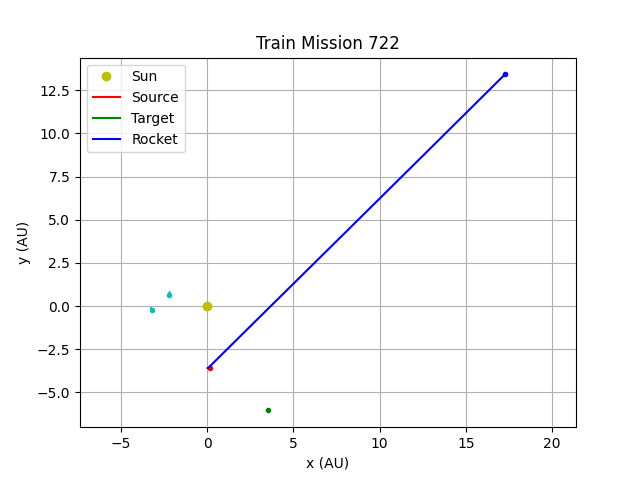 Train Mission 722
Sun
Source
Target
Rocket
12.5
10.0
7.5
5.0
2.5
0.0
−2.5
−5.0
y (AU)
−5 0 5 10 15 20
x (AU)